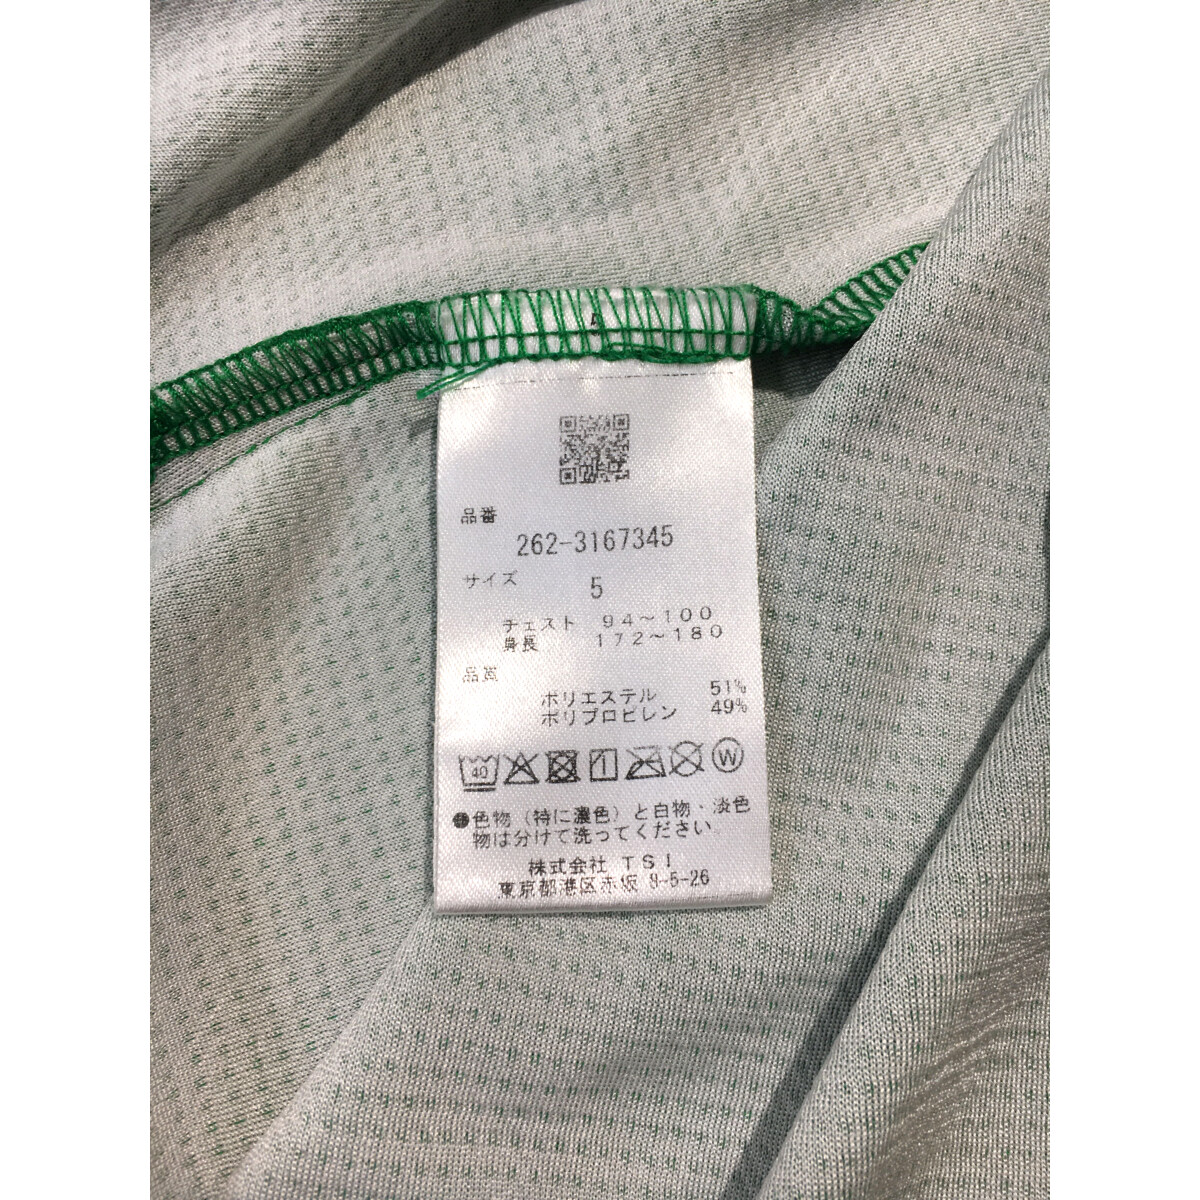 品番
262-3167345
サイズ
5
チェスト 94～100
身長 172～180
品質
ポリエステル 51%
ポリプロピレン 49%
40 W
●色物(特に濃色)と白物・淡色
物は分けて洗ってください
株式会社 TSI
東京都港区赤坂 8-5-26